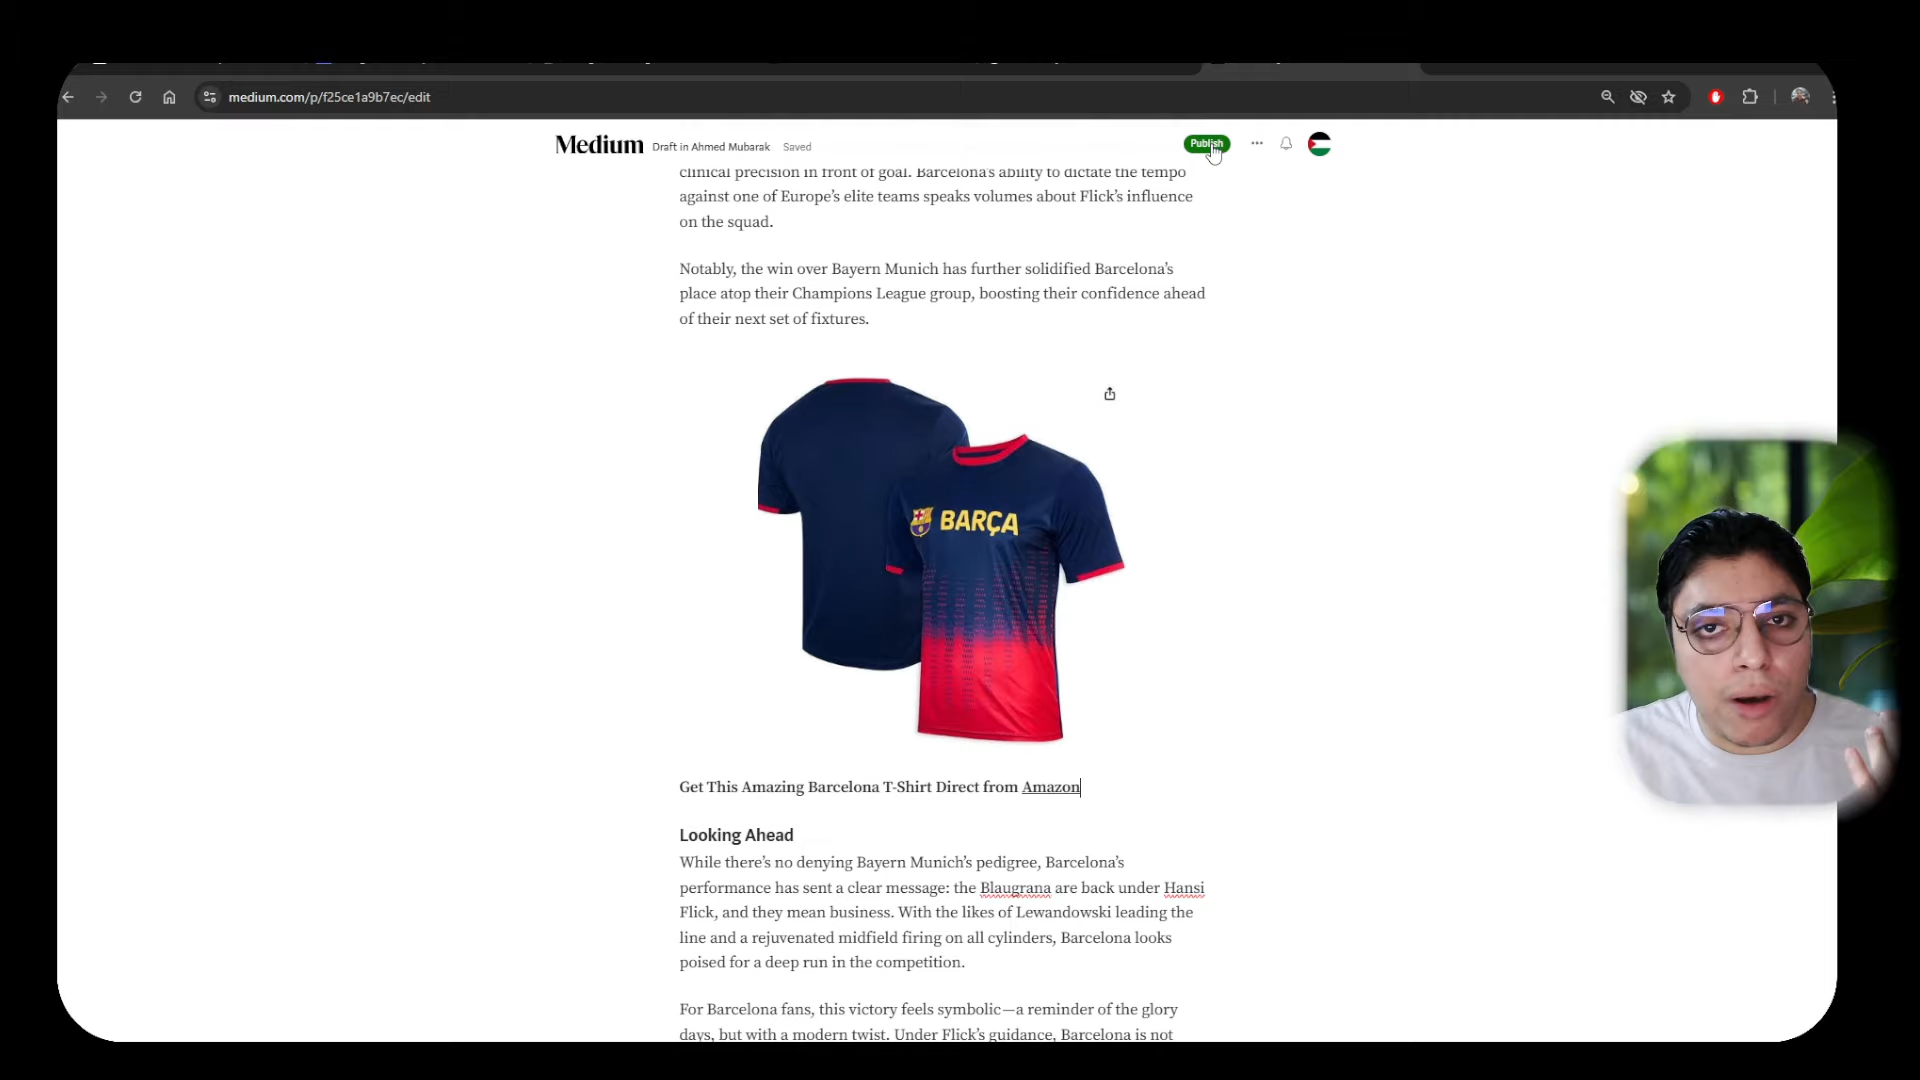 medium.com/p/f25ce1a9b7ec/edit
Medium Draft in Ahmed Mubarak Saved Publish
clinical precision in front of goal. Barcelona's ability to dictate the tempo
against one of Europe's elite teams speaks volumes about Flick's influence
on the squad.
Notably, the win over Bayern Munich has further solidified Barcelona's
place atop their Champions League group, boosting their confidence ahead
of their next set of fixtures.
BARÇA
Get This Amazing Barcelona T-Shirt Direct from Amazon
Looking Ahead
While there's no denying Bayern Munich's pedigree, Barcelona's
performance has sent a clear message: the Blaugrana are back under Hansi
Flick, and they mean business. With the likes of Lewandowski leading the
line and a rejuvenated midfield firing on all cylinders, Barcelona looks
poised for a deep run in the competition.
For Barcelona fans, this victory feels symbolic—a reminder of the glory
days, but with a modern twist. Under Flick's guidance, Barcelona is not